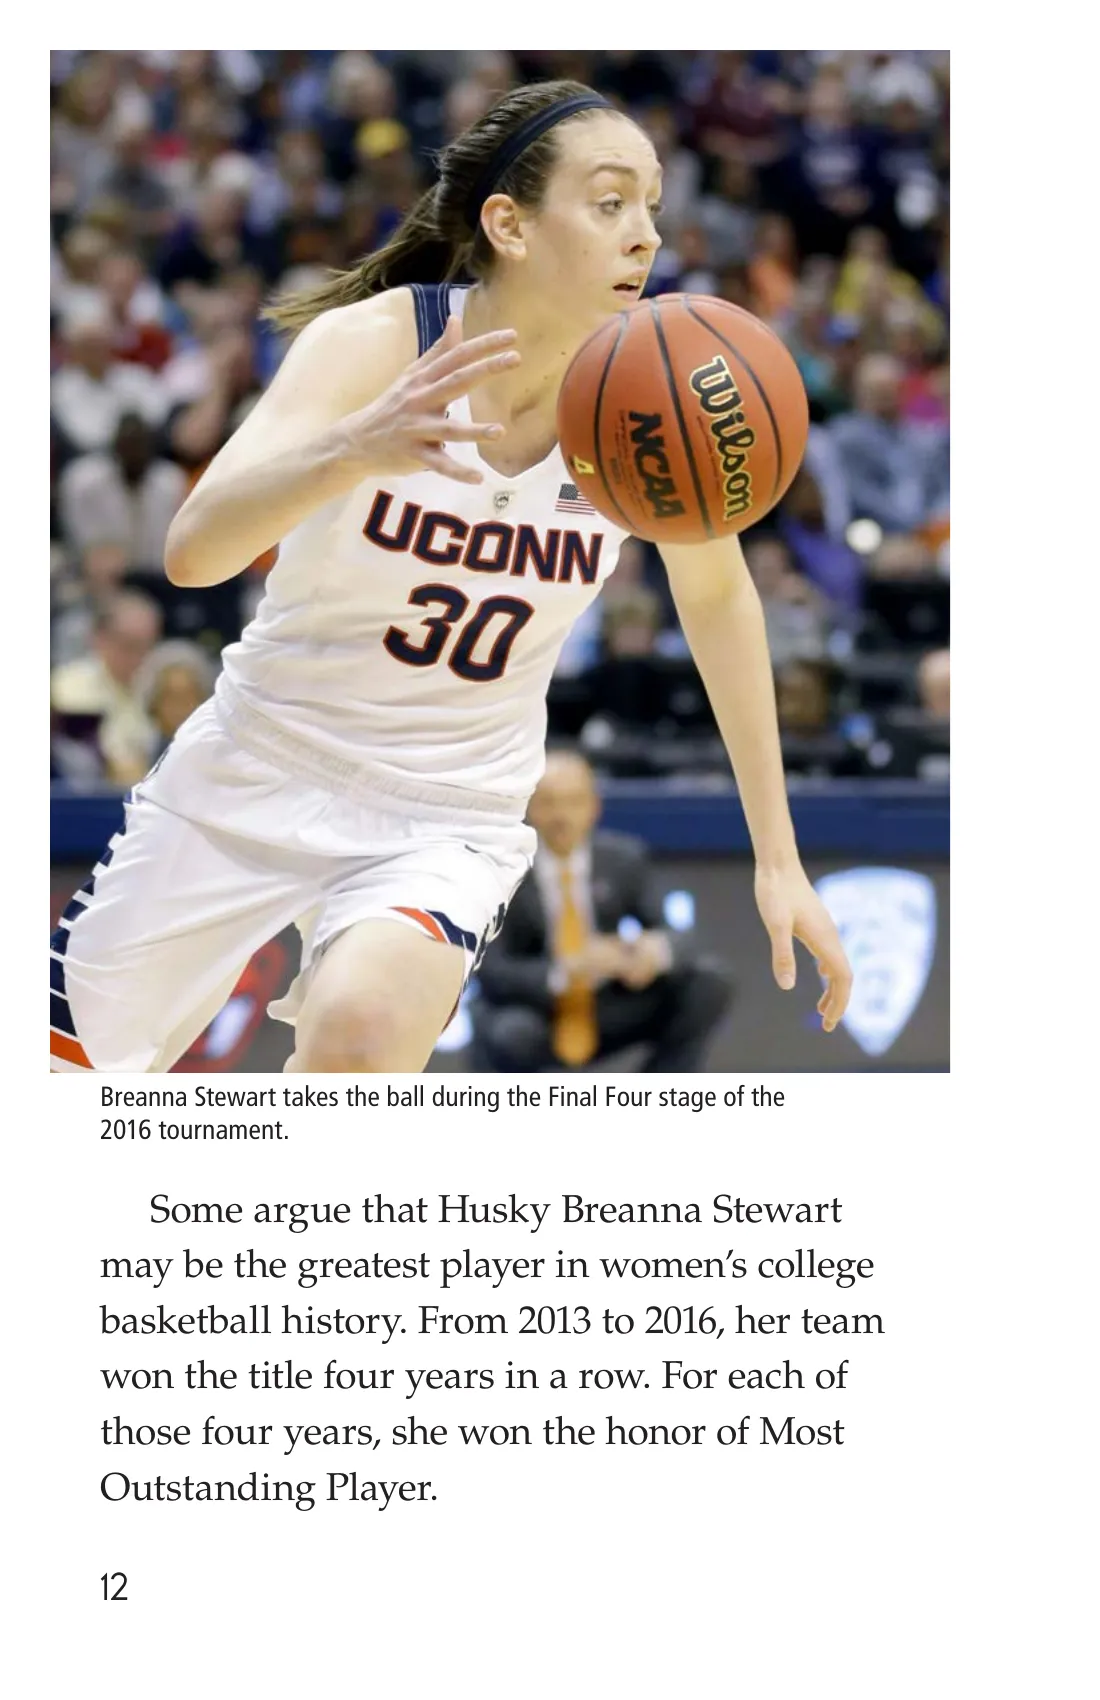 Wilson
NCAA
UCONN
30
Breanna Stewart takes the ball during the Final Four stage of the
2016 tournament.
Some argue that Husky Breanna Stewart
may be the greatest player in women’s college
basketball history. From 2013 to 2016, her team
won the title four years in a row. For each of
those four years, she won the honor of Most
Outstanding Player.
12